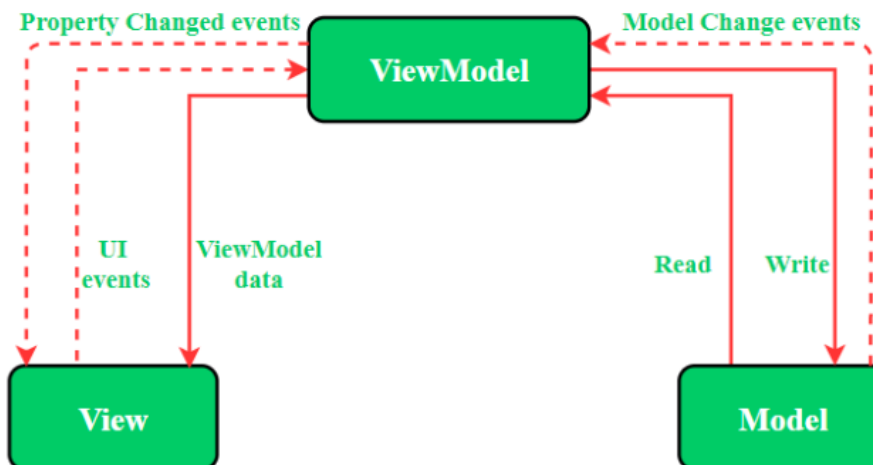 Property Changed events
Model Change events
ViewModel
UI
events
ViewModel
data
Read
Write
View
Model